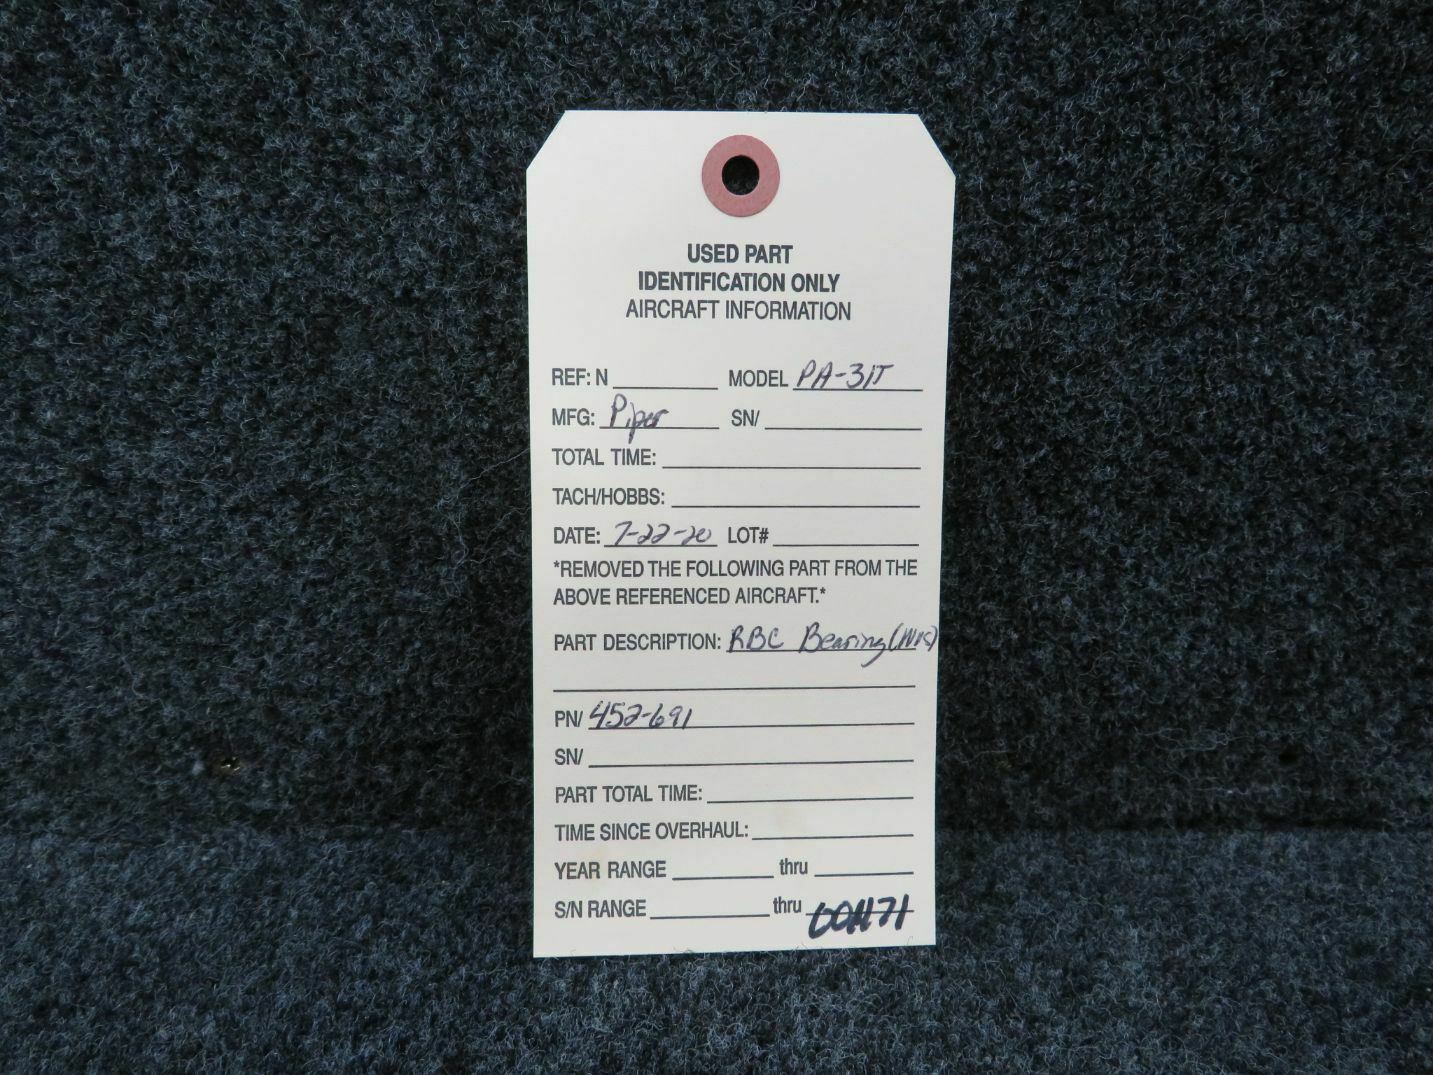 USED PART
IDENTIFICATION ONLY
AIRCRAFT INFORMATION
REF: N MODEL PA-31T
MFG: Piper SN/
TOTAL TIME:
TACH/HOBBS:
DATE: 7-22-20 LOT#
*REMOVED THE FOLLOWING PART FROM THE
ABOVE REFERENCED AIRCRAFT.*
PART DESCRIPTION: RBC Bearing
PN/ 452-691
SN/
PART TOTAL TIME:
TIME SINCE OVERHAUL:
YEAR RANGE thru
S/N RANGE thru